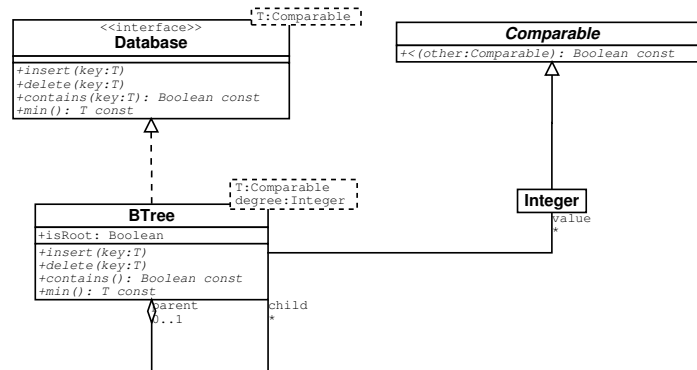 <<interface>>
Database
T:Comparable
+insert(key:T)
+delete(key:T)
+contains(key:T): Boolean const
+min(): T const
Comparable
+<(other:Comparable): Boolean const
BTree
T:Comparable
degree:Integer
+isRoot: Boolean
+insert(key:T)
+delete(key:T)
+contains(): Boolean const
+min(): T const
Integer
value
*
parent
0..1
child
*